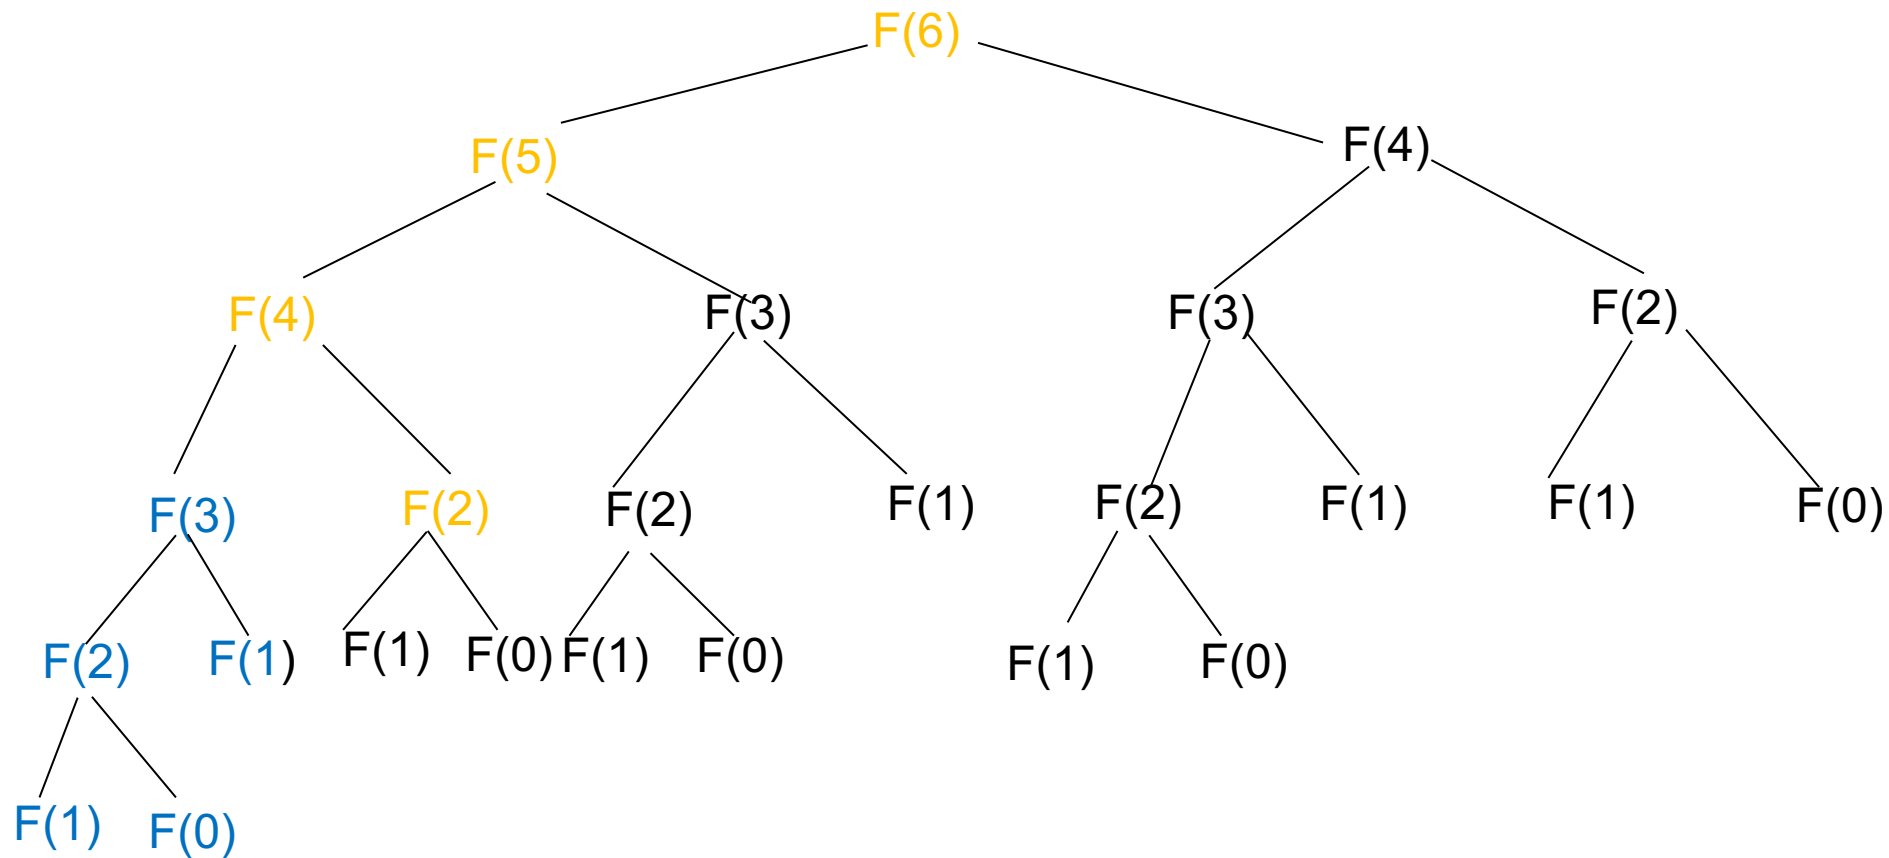 F(6)
F(5) F(4)
F(4) F(3) F(3) F(2)
F(3) F(2) F(2) F(1) F(2) F(1) F(1) F(0)
F(2) F(1) F(1) F(0) F(1) F(0) F(1) F(0)
F(1) F(0)